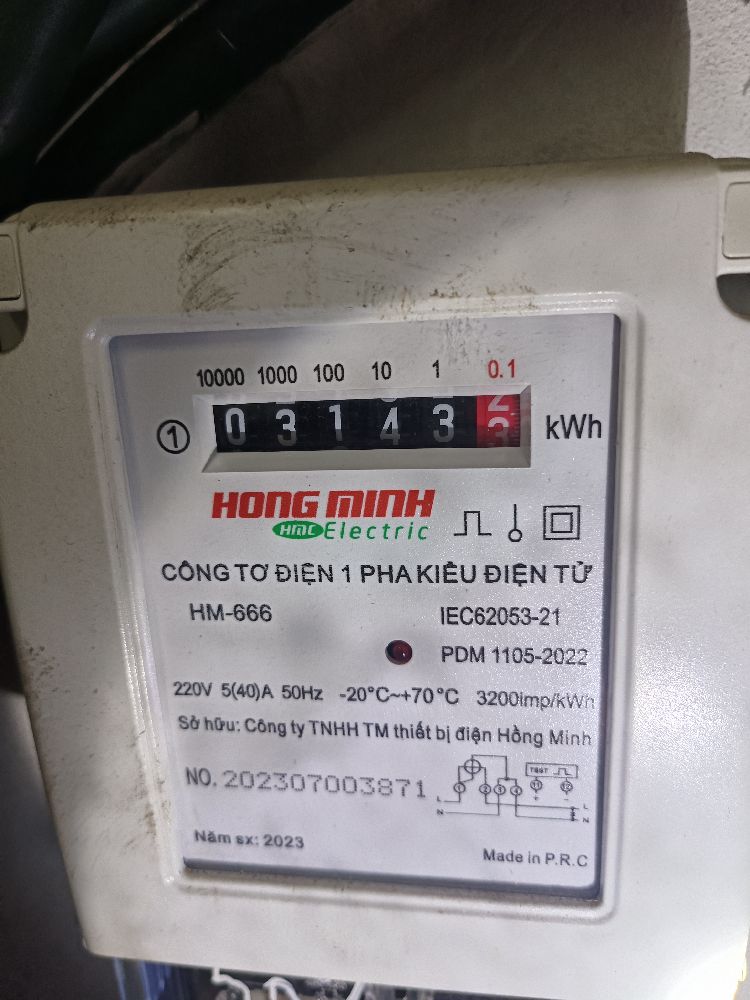 10000 1000 100 10 1 0.1
1 0 3 1 4 3 kWh
HONG MINH
HMC Electric
CÔNG TƠ ĐIỆN 1 PHA KIỂU ĐIỆN TỬ
HM-666 IEC62053-21
PDM 1105-2022
220V 5(40)A 50Hz -20°C~+70°C 3200imp/kWh
Sở hữu: Công ty TNHH TM thiết bị điện Hồng Minh
NO. 202307003871
TEST
L N 1 2 3 4 L N
Năm sx: 2023
Made in P.R.C